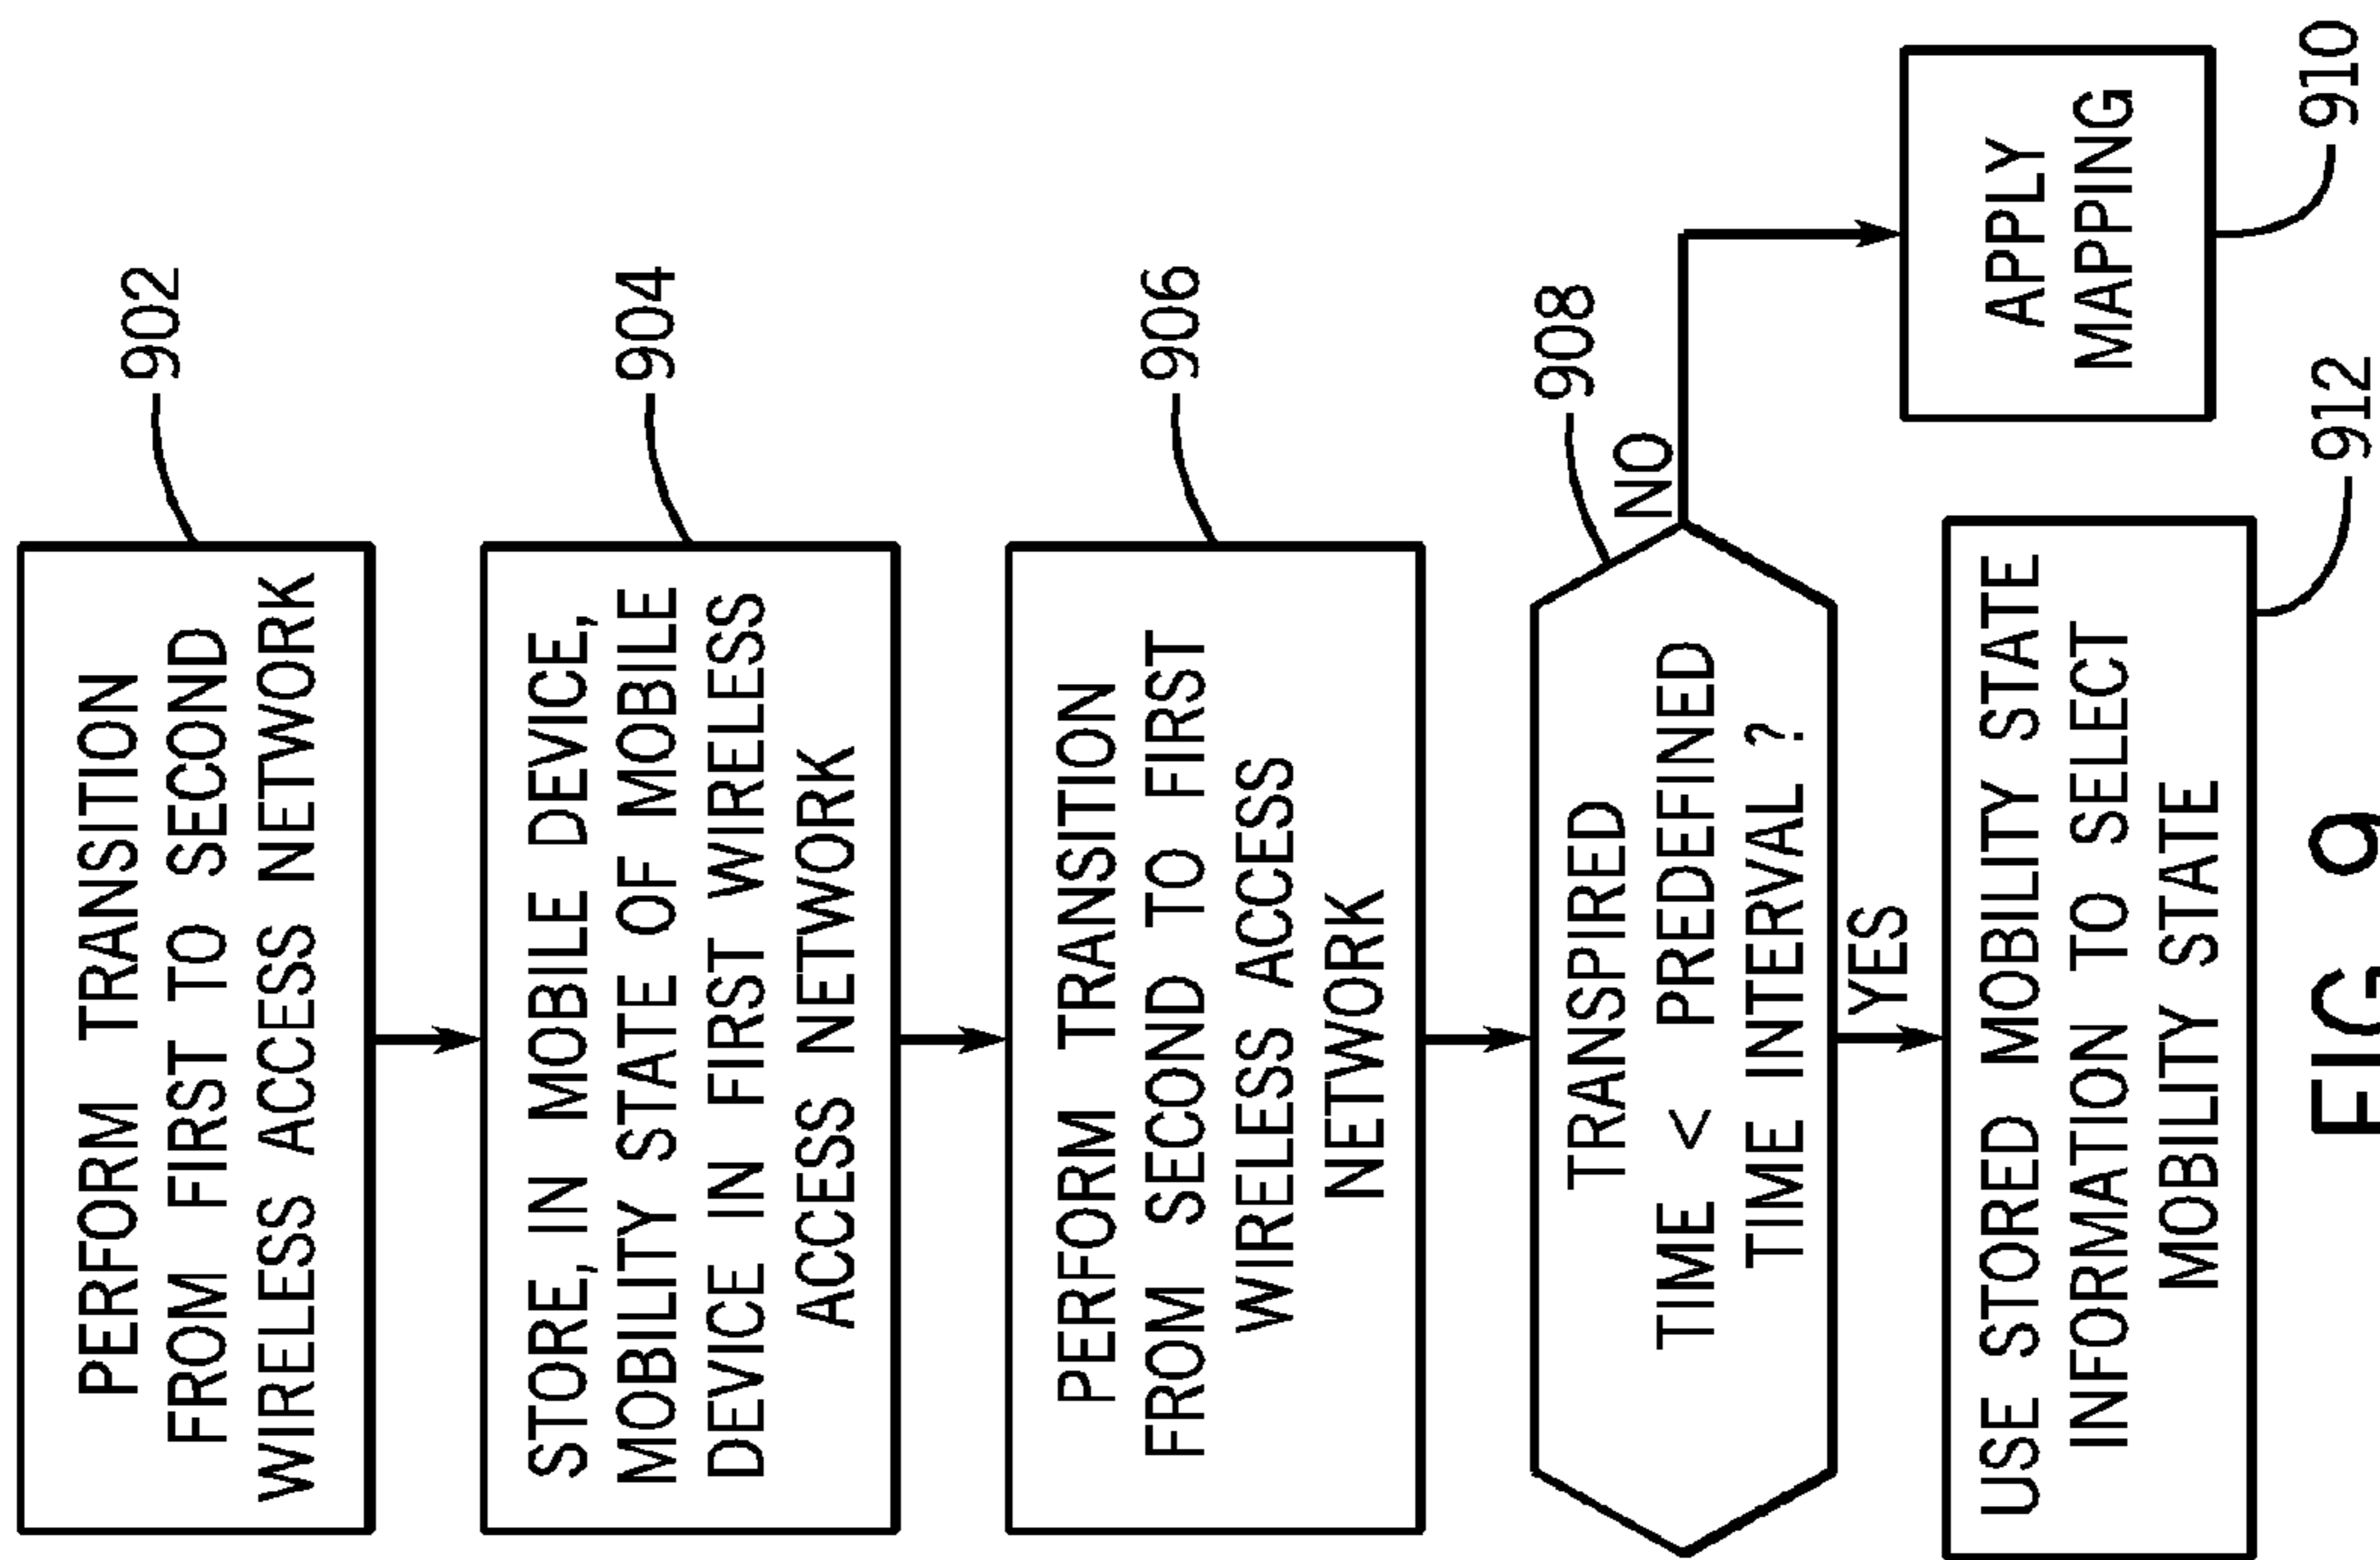 PERFORM TRANSITION
FROM FIRST TO SECOND
WIRELESS ACCESS NETWORK
902
STORE, IN MOBILE DEVICE,
MOBILITY STATE OF MOBILE
DEVICE IN FIRST WIRELESS
ACCESS NETWORK
904
PERFORM TRANSITION
FROM SECOND TO FIRST
WIRELESS ACCESS
NETWORK
906
TRANSPIRED
TIME < PREDEFINED
TIME INTERVAL ?
908
NO
YES
APPLY
MAPPING
910
USE STORED MOBILITY STATE
INFORMATION TO SELECT
MOBILITY STATE
912
FIG. 9